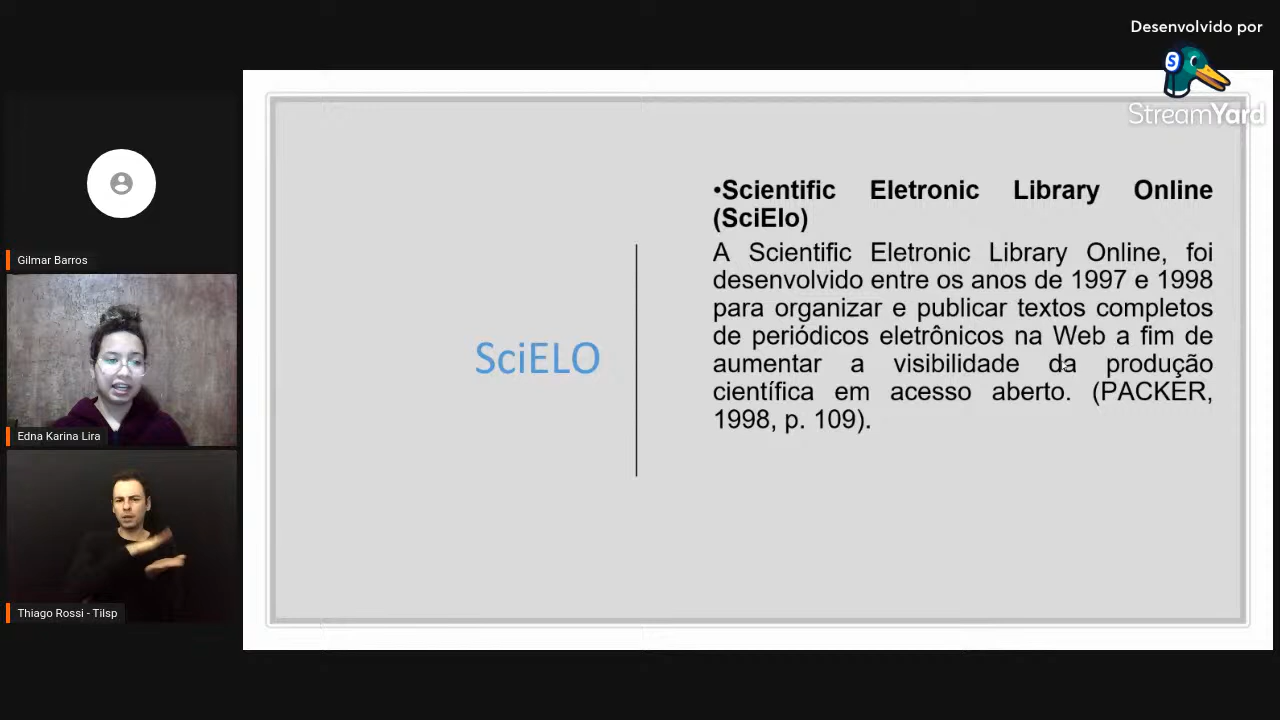 Desenvolvido por
StreamYard
Gilmar Barros
Edna Karina Lira
Thiago Rossi - Tilsp
SciELO
•Scientific Eletronic Library Online
(SciElo)
A Scientific Eletronic Library Online, foi
desenvolvido entre os anos de 1997 e 1998
para organizar e publicar textos completos
de periódicos eletrônicos na Web a fim de
aumentar a visibilidade da produção
científica em acesso aberto. (PACKER,
1998, p. 109).